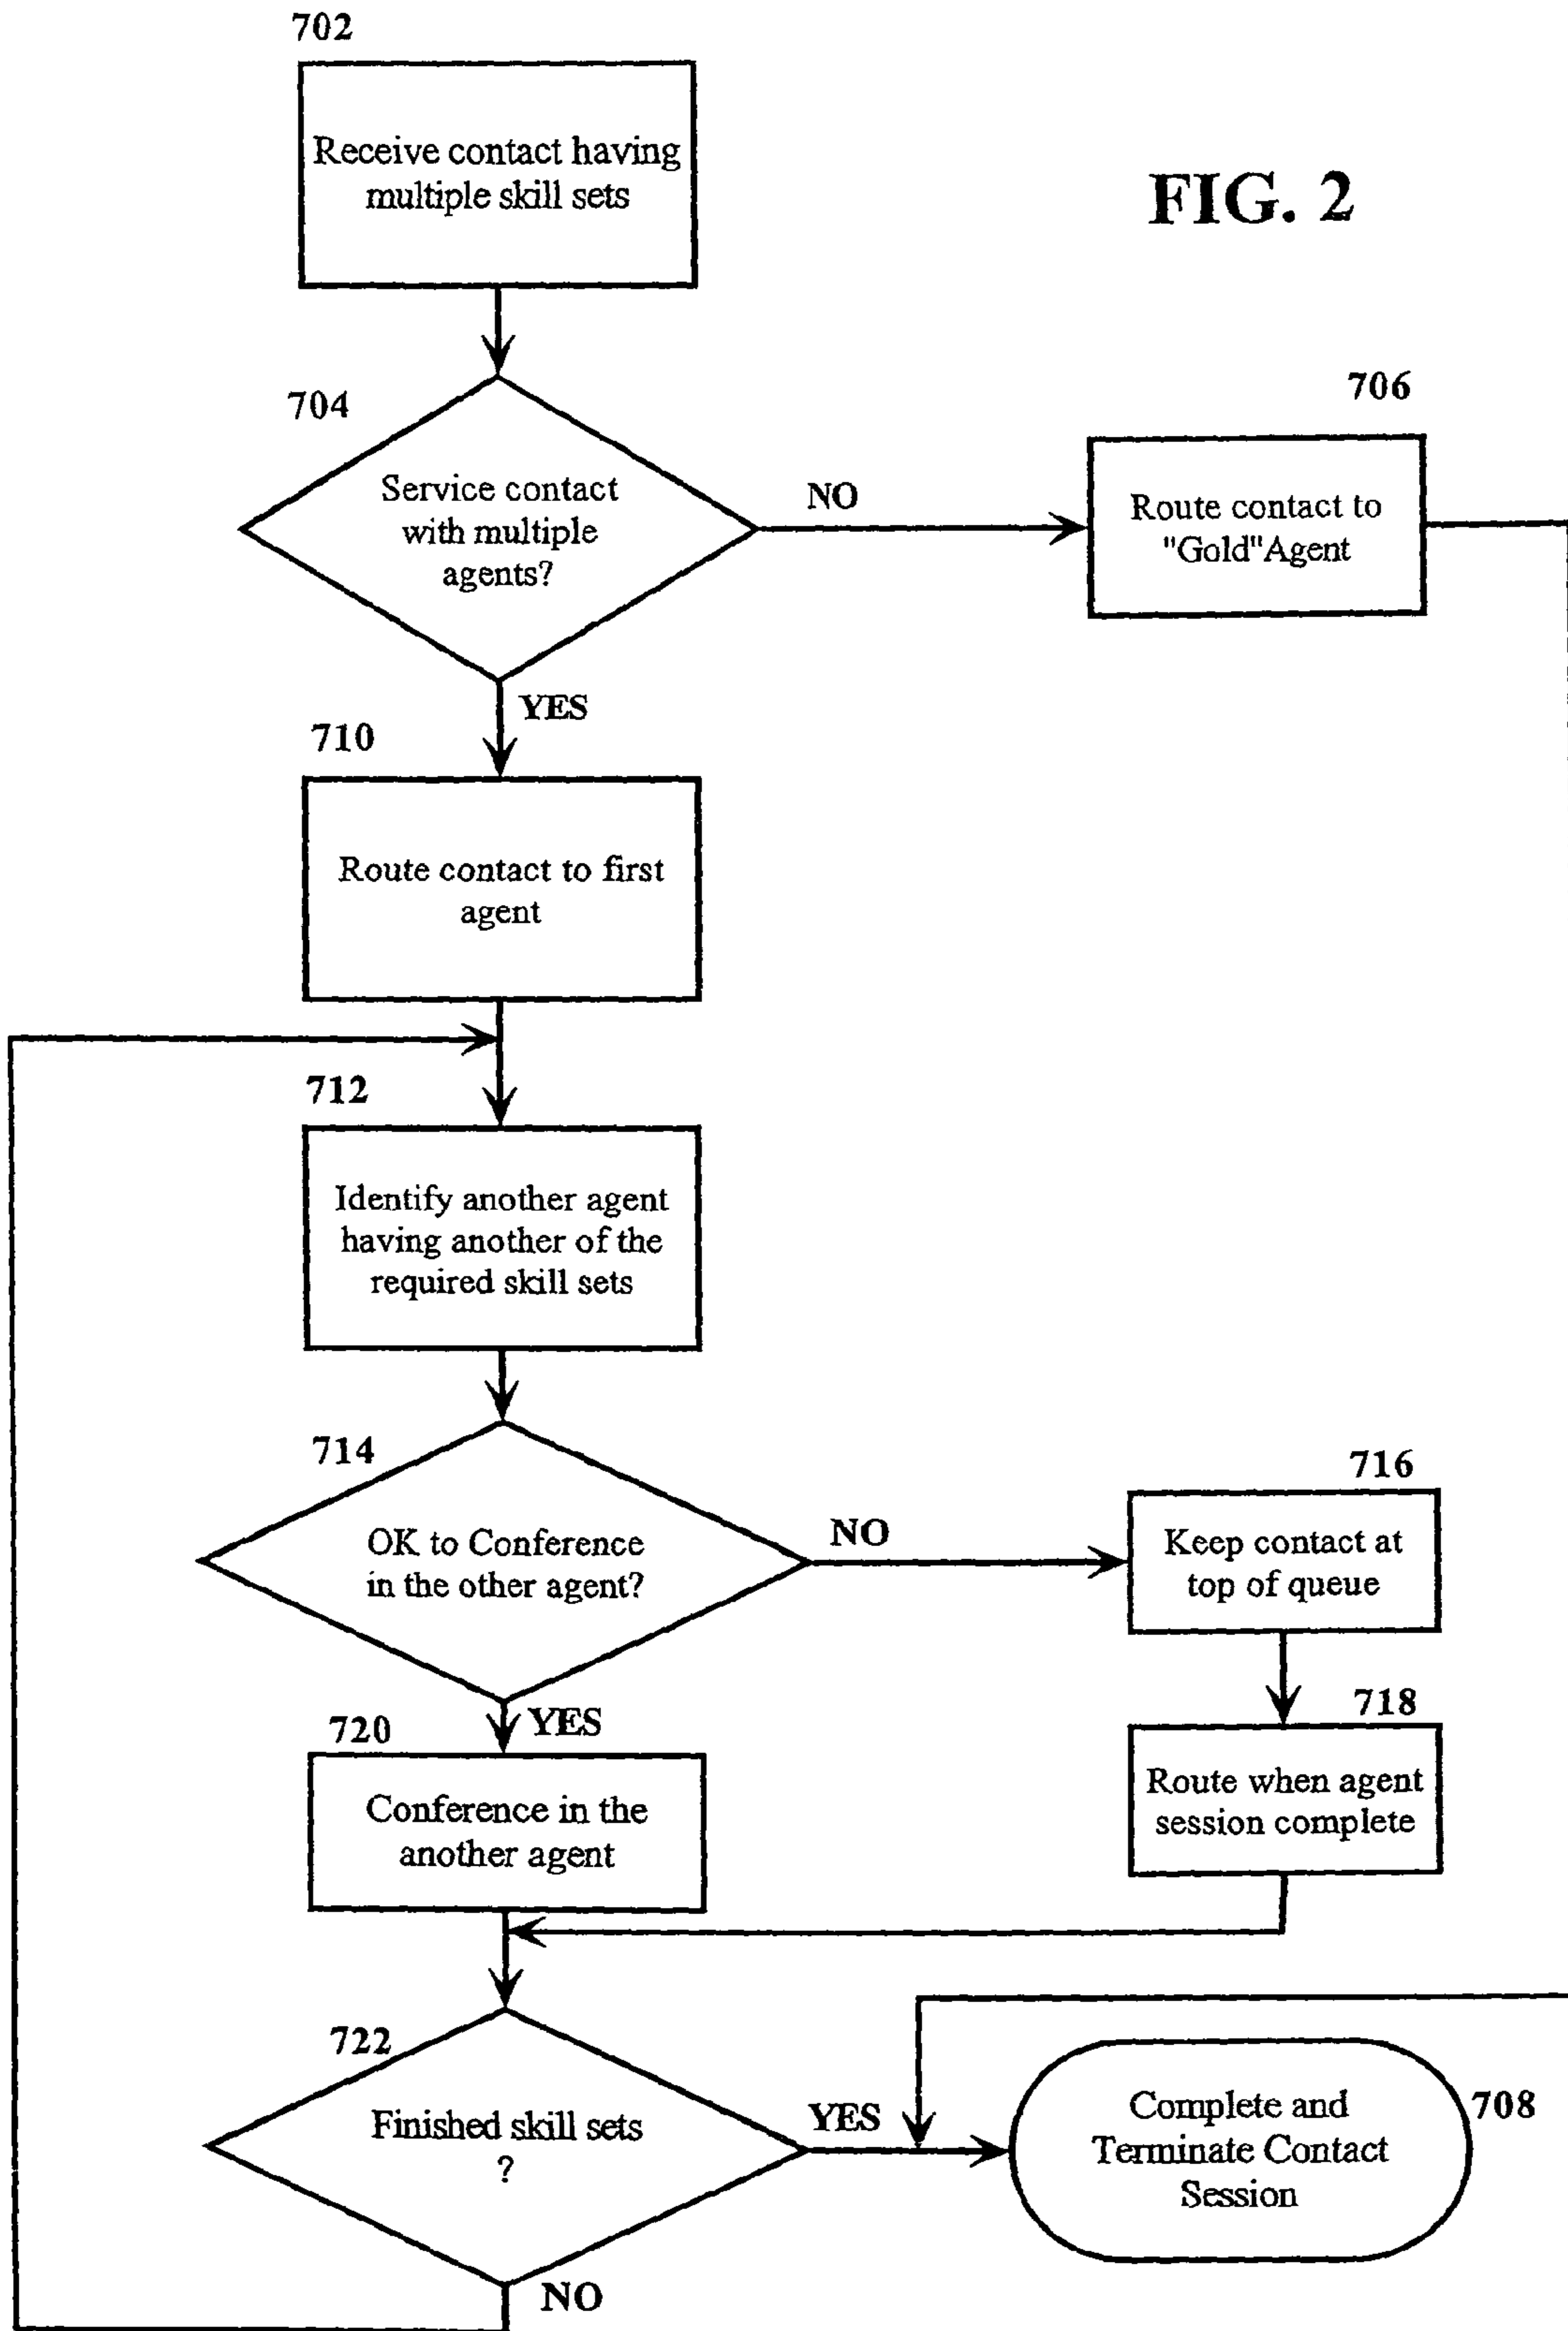 702
Receive contact having
multiple skill sets
FIG. 2
704
Service contact
with multiple
agents?
NO
706
Route contact to
"Gold"Agent
YES
710
Route contact to first
agent
712
Identify another agent
having another of the
required skill sets
714
OK to Conference
in the other agent?
NO
716
Keep contact at
top of queue
YES
718
Route when agent
session complete
720
Conference in the
another agent
722
Finished skill sets
?
YES
Complete and
Terminate Contact
Session
708
NO